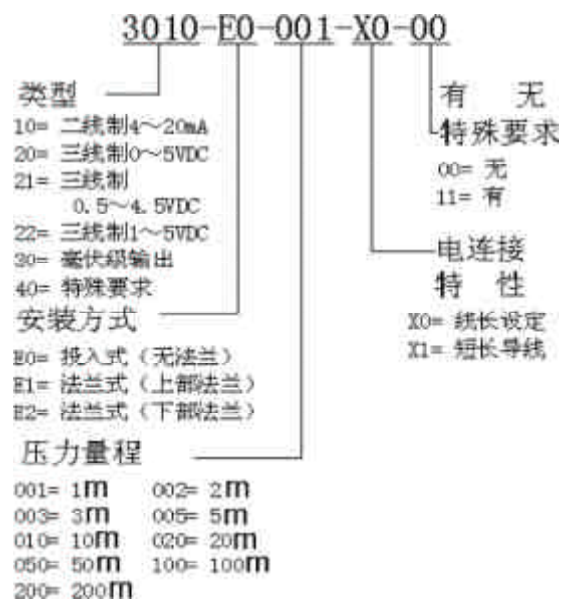 3010-E0-001-X0-00
类型
10= 二线制4～20mA
20= 三线制0～5VDC
21= 三线制
0.5～4.5VDC
22= 三线制1～5VDC
30= 毫伏级输出
40= 特殊要求
安装方式
E0= 投入式（无法兰）
E1= 法兰式（上部法兰）
E2= 法兰式（下部法兰）
压力量程
001= 1m 002= 2m
003= 3m 005= 5m
010= 10m 020= 20m
050= 50m 100= 100m
200= 200m
有 无
特殊要求
00= 无
11= 有
电连接
特 性
X0= 线长设定
X1= 短长导线